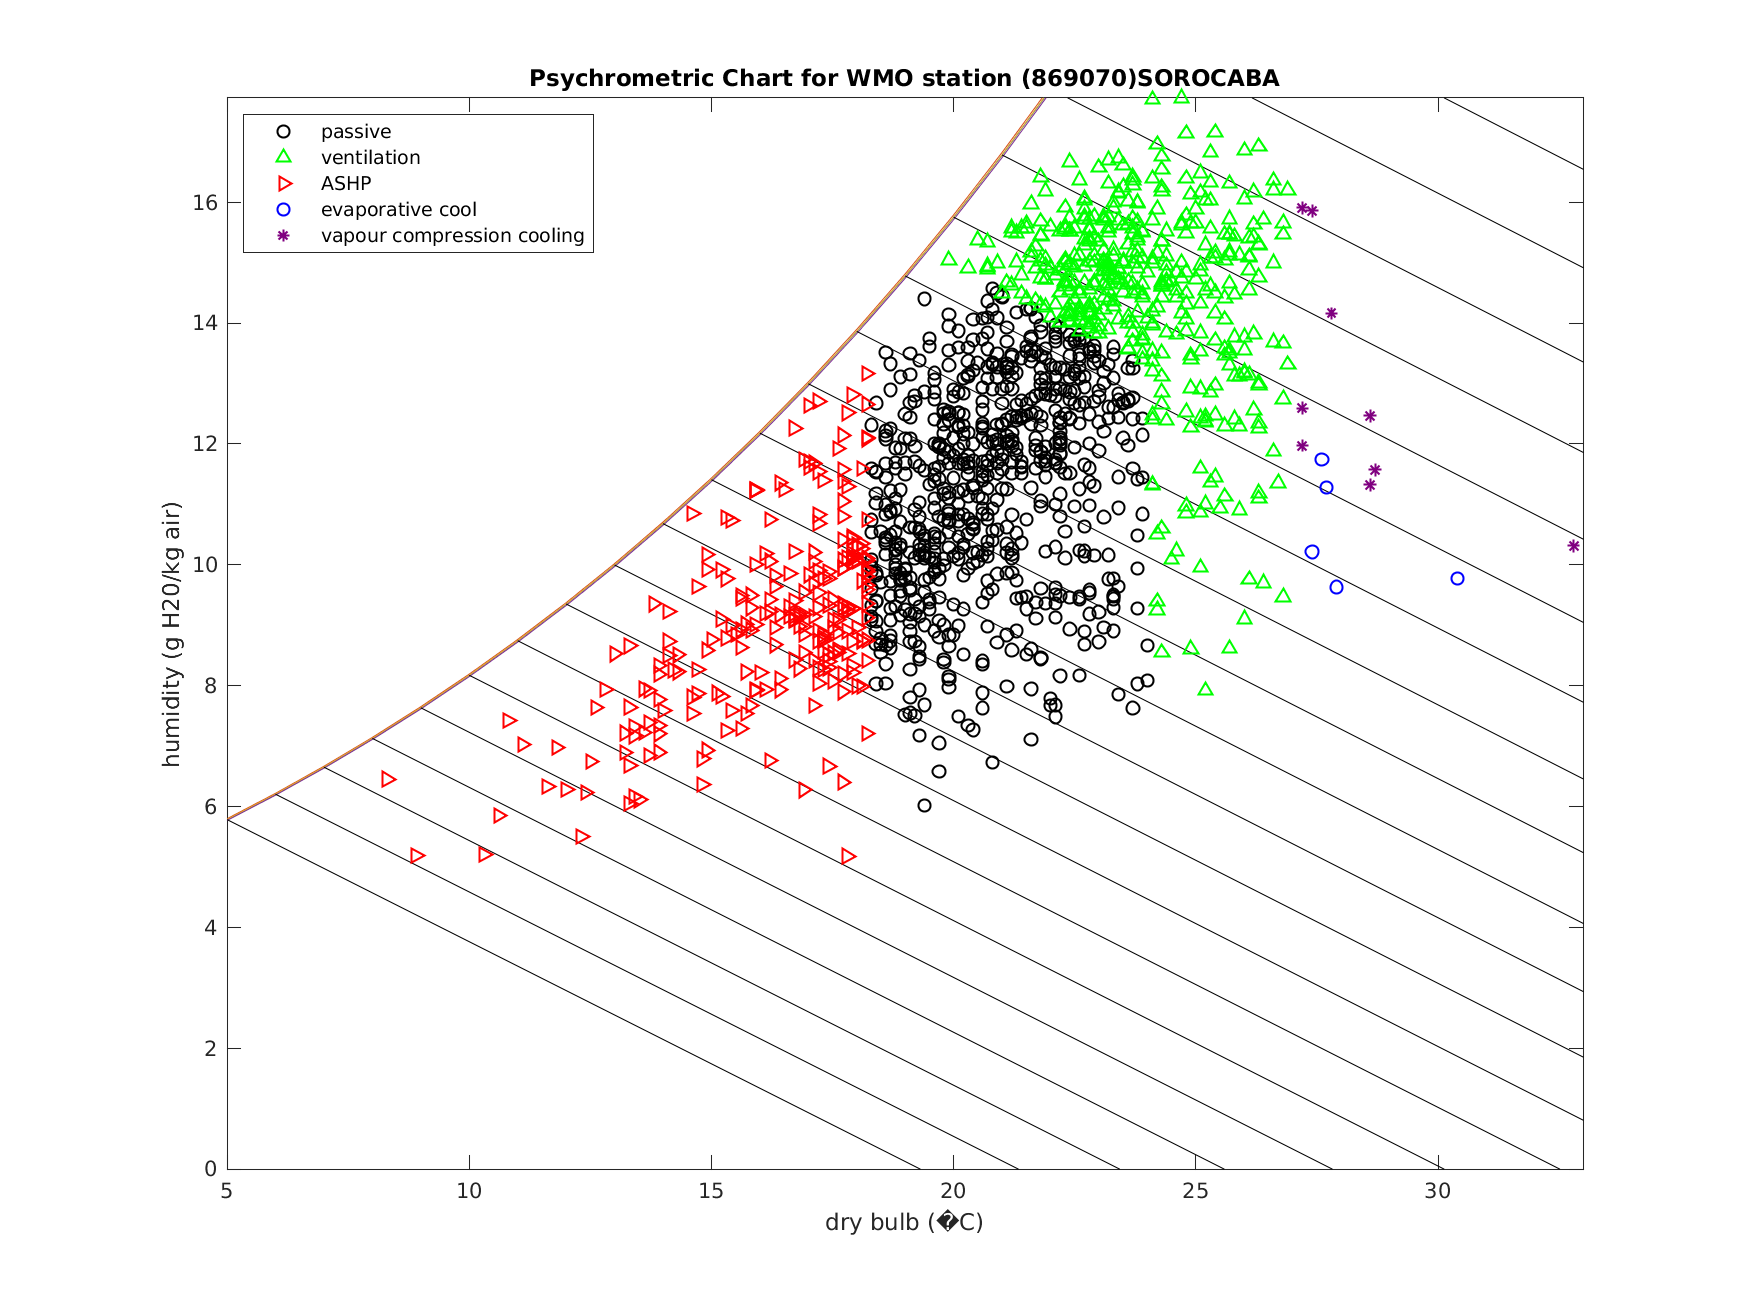 Psychrometric Chart for WMO station (869070)SOROCABA
passive
ventilation
ASHP
evaporative cool
vapour compression cooling
humidity (g H20/kg air)
16
14
12
10
8
6
4
2
0
5
10
15
20
25
30
dry bulb (�C)